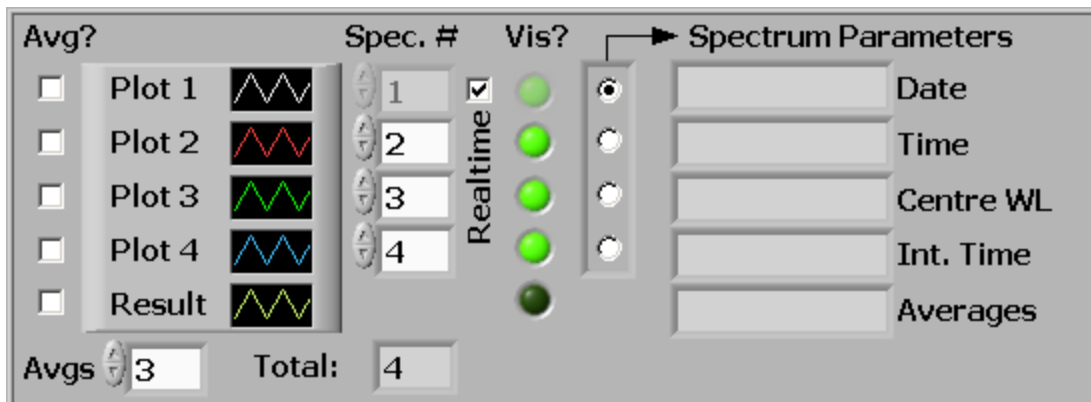 Avg? Spec. # Vis? Spectrum Parameters
Plot 1 1 Date
Plot 2 2 Time
Plot 3 3 Centre WL
Plot 4 4 Int. Time
Realtime
Result Averages
Avgs 3 Total: 4